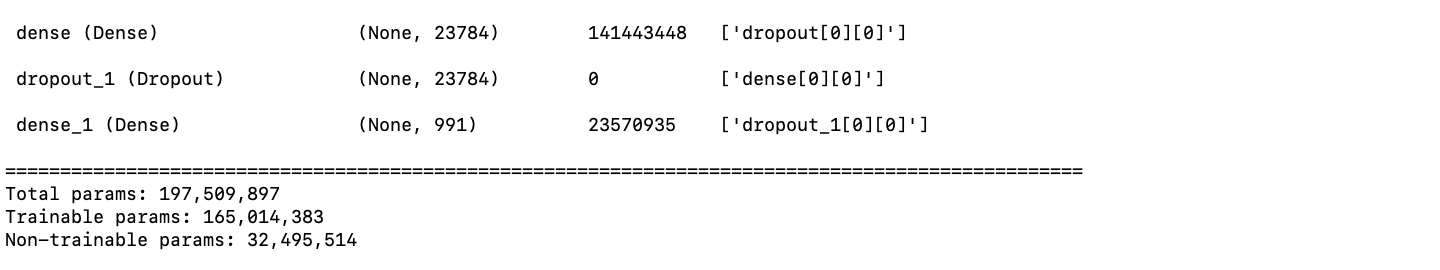 dense (Dense) (None, 23784) 141443448 ['dropout[0][0]']
dropout_1 (Dropout) (None, 23784) 0 ['dense[0][0]']
dense_1 (Dense) (None, 991) 23570935 ['dropout_1[0][0]']
==================================================================================================
Total params: 197,509,897
Trainable params: 165,014,383
Non-trainable params: 32,495,514